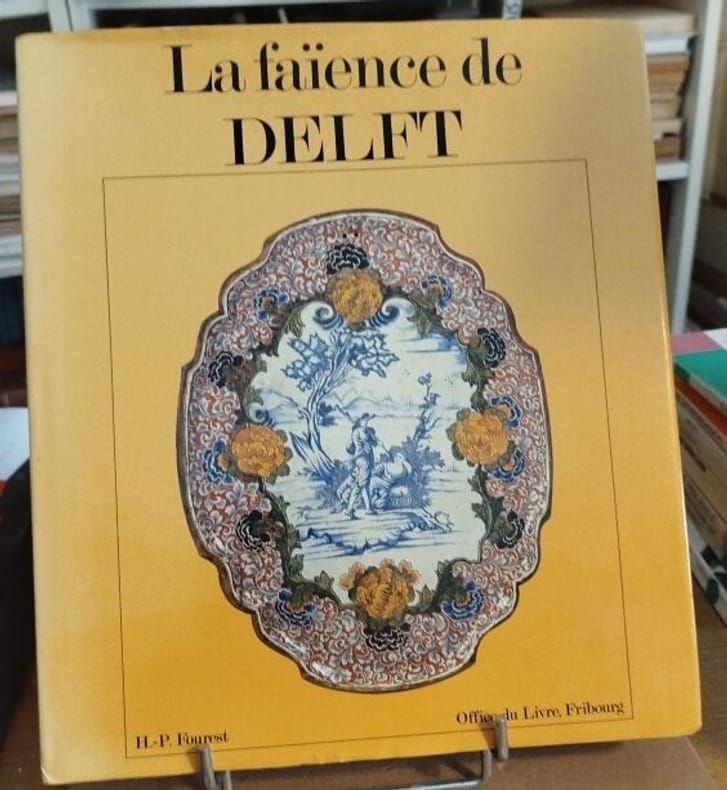 La faïence de
DELFT
H.-P. Fourest
Office du Livre, Fribourg